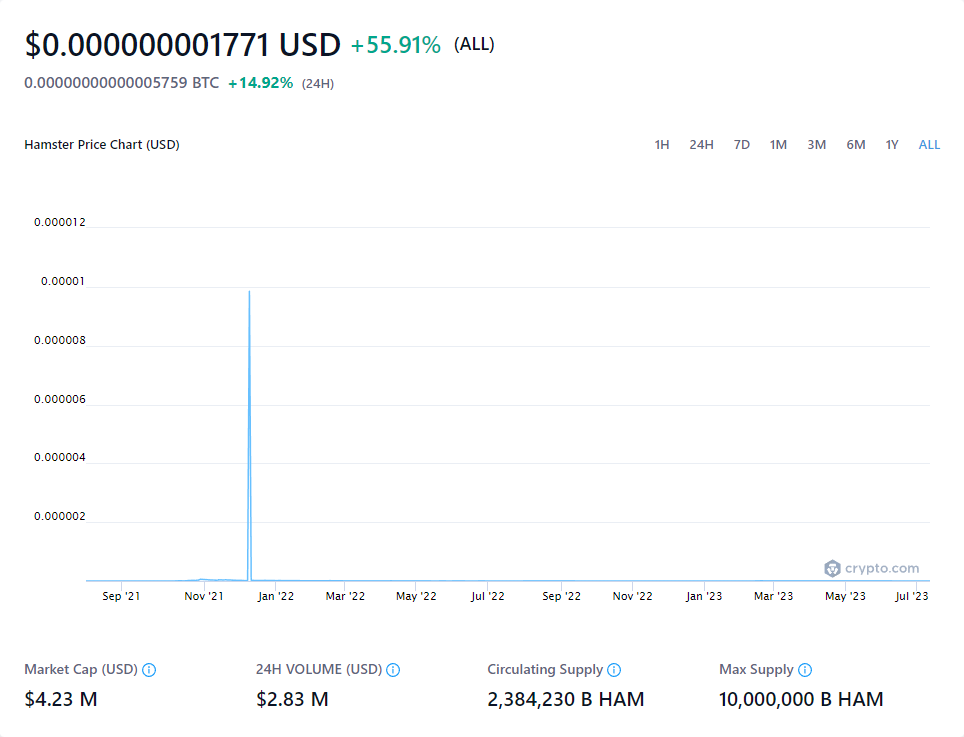 $0.000000001771 USD +55.91% (ALL)
0.00000000000005759 BTC +14.92% (24H)
Hamster Price Chart (USD) 1H 24H 7D 1M 3M 6M 1Y ALL
0.000012
0.00001
0.000008
0.000006
0.000004
0.000002
crypto.com
Sep '21 Nov '21 Jan '22 Mar '22 May '22 Jul '22 Sep '22 Nov '22 Jan '23 Mar '23 May '23 Jul '23
Market Cap (USD) 24H VOLUME (USD) Circulating Supply Max Supply
$4.23 M $2.83 M 2,384,230 B HAM 10,000,000 B HAM